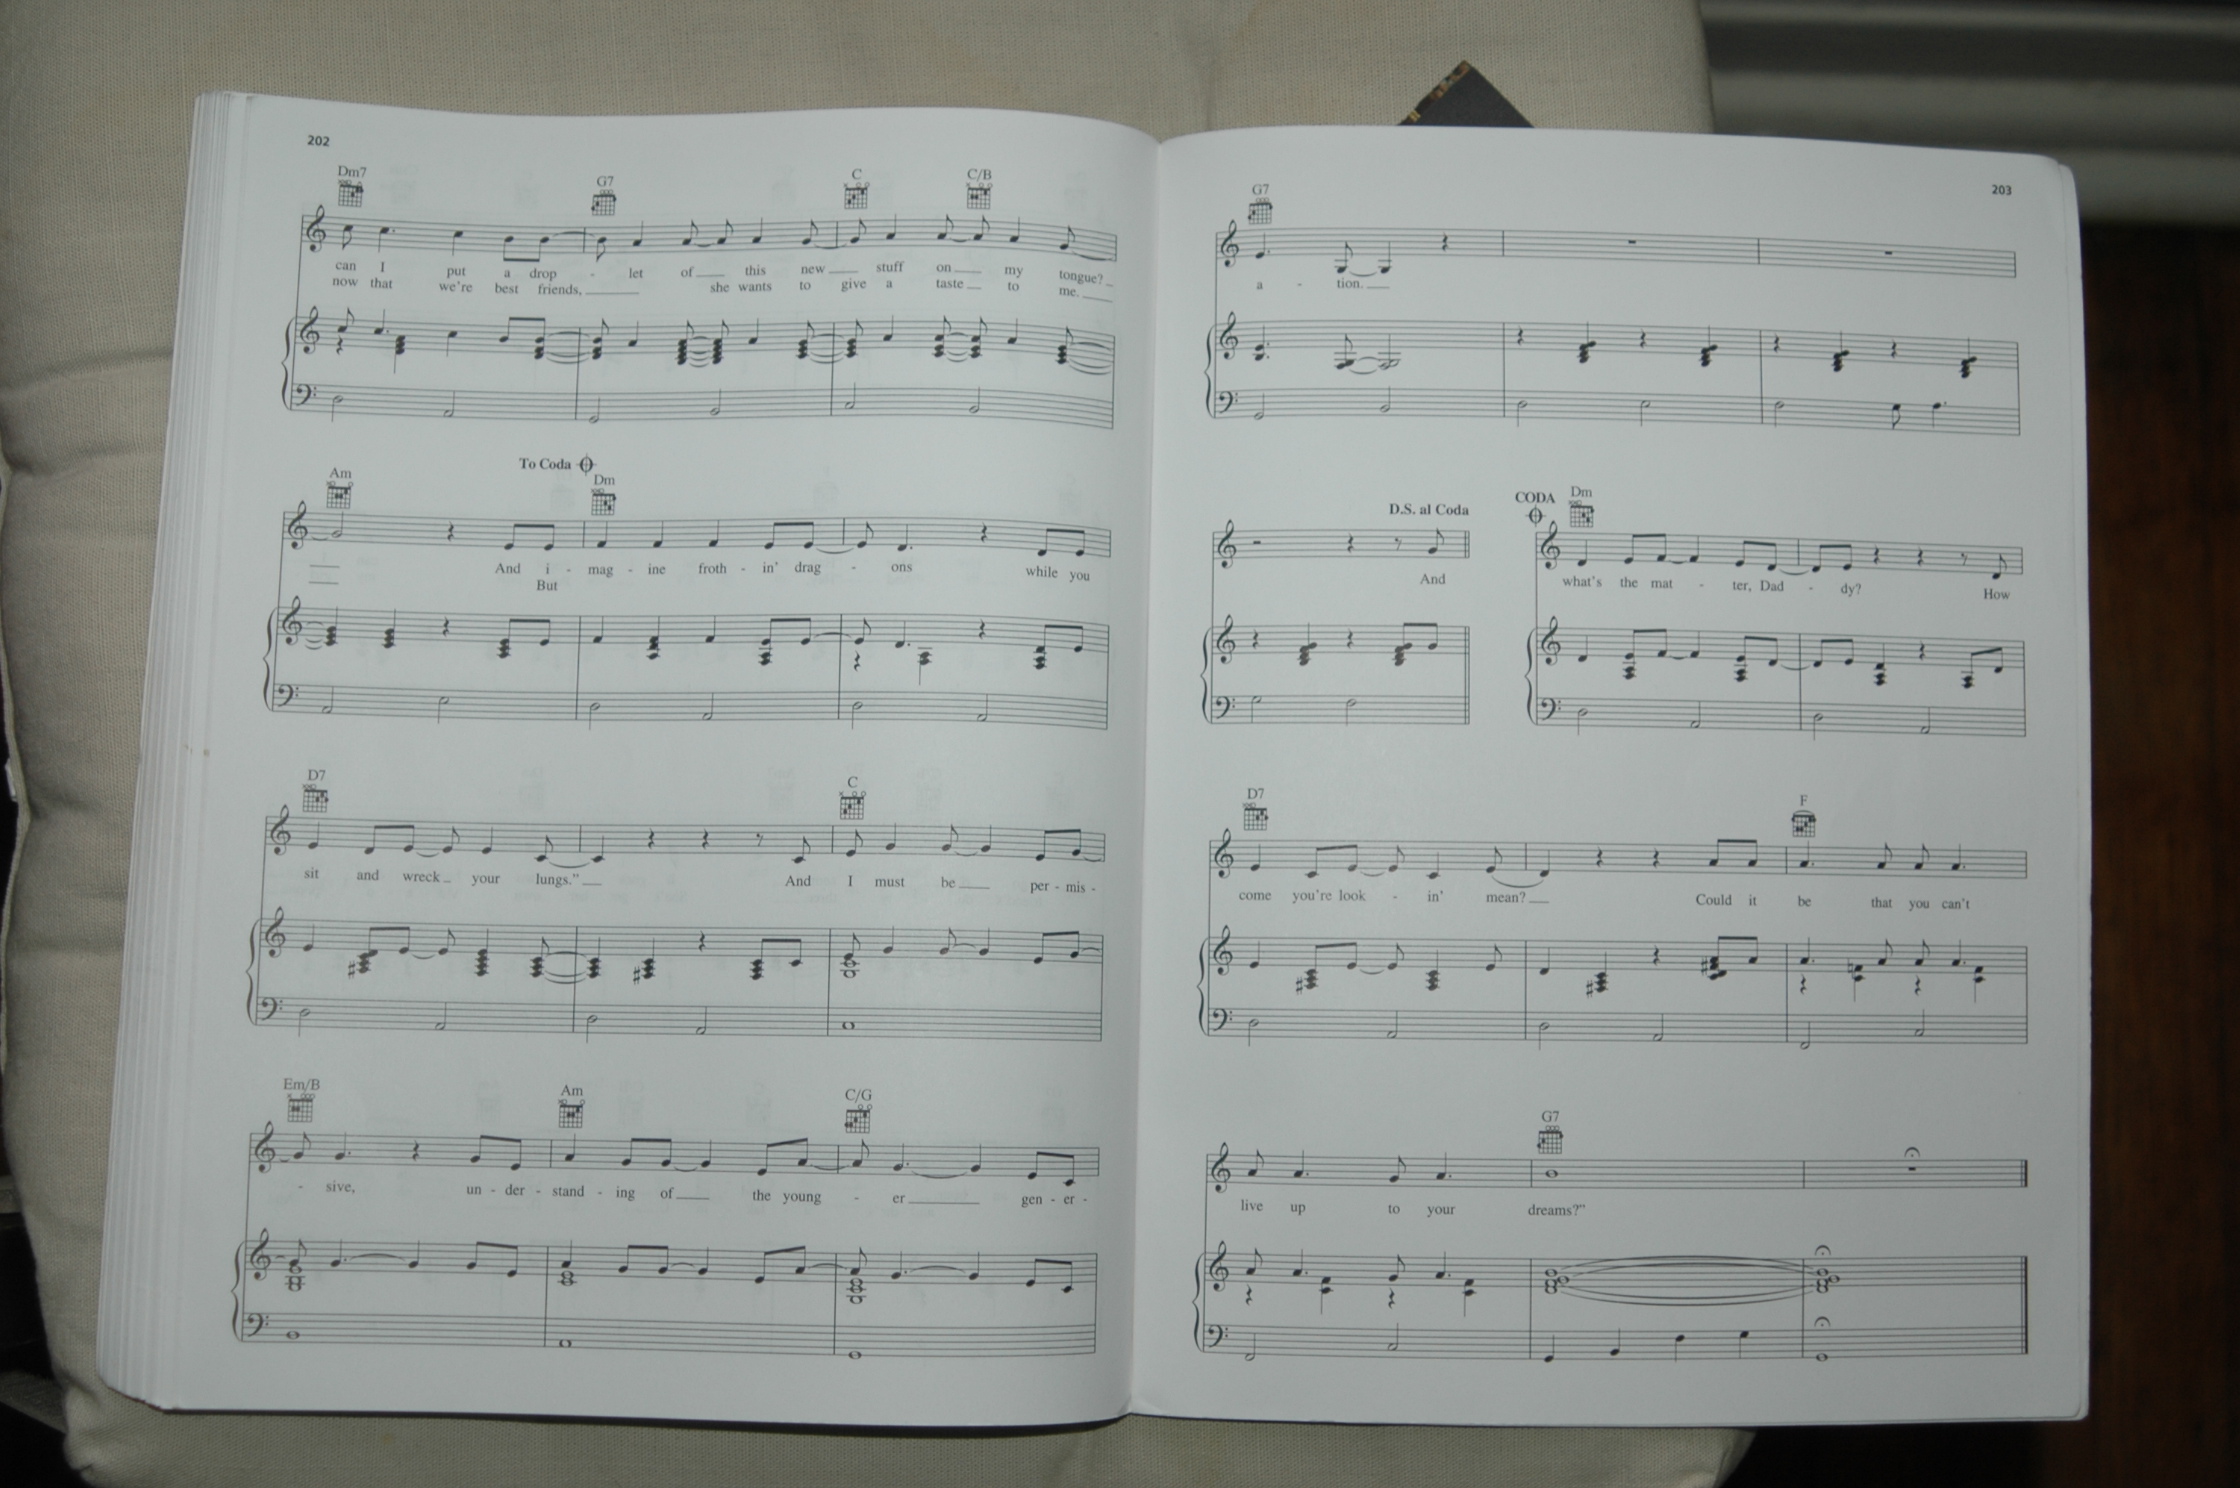 202
Dm7 G7 C C/B
can I put a drop - let of this new stuff on my tongue?
now that we're best friends, she wants to give a taste to me.
To Coda
Am Dm
And i - mag - ine froth - in' drag - ons while you
But
D7 C
sit and wreck your lungs." And I must be per - mis -
Em/B Am C/G
- sive, un - der - stand - ing of the young - er gen - er -
203
G7
a - tion.
D.S. al Coda
And
CODA Dm
what's the mat - ter, Dad - dy? How
D7 F
come you're look - in' mean? Could it be that you can't
G7
live up to your dreams?"